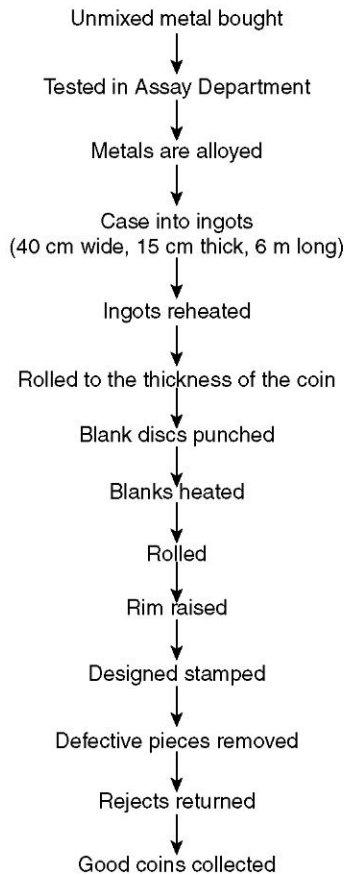 Unmixed metal bought
Tested in Assay Department
Metals are alloyed
Case into ingots
(40 cm wide, 15 cm thick, 6 m long)
Ingots reheated
Rolled to the thickness of the coin
Blank discs punched
Blanks heated
Rolled
Rim raised
Designed stamped
Defective pieces removed
Rejects returned
Good coins collected